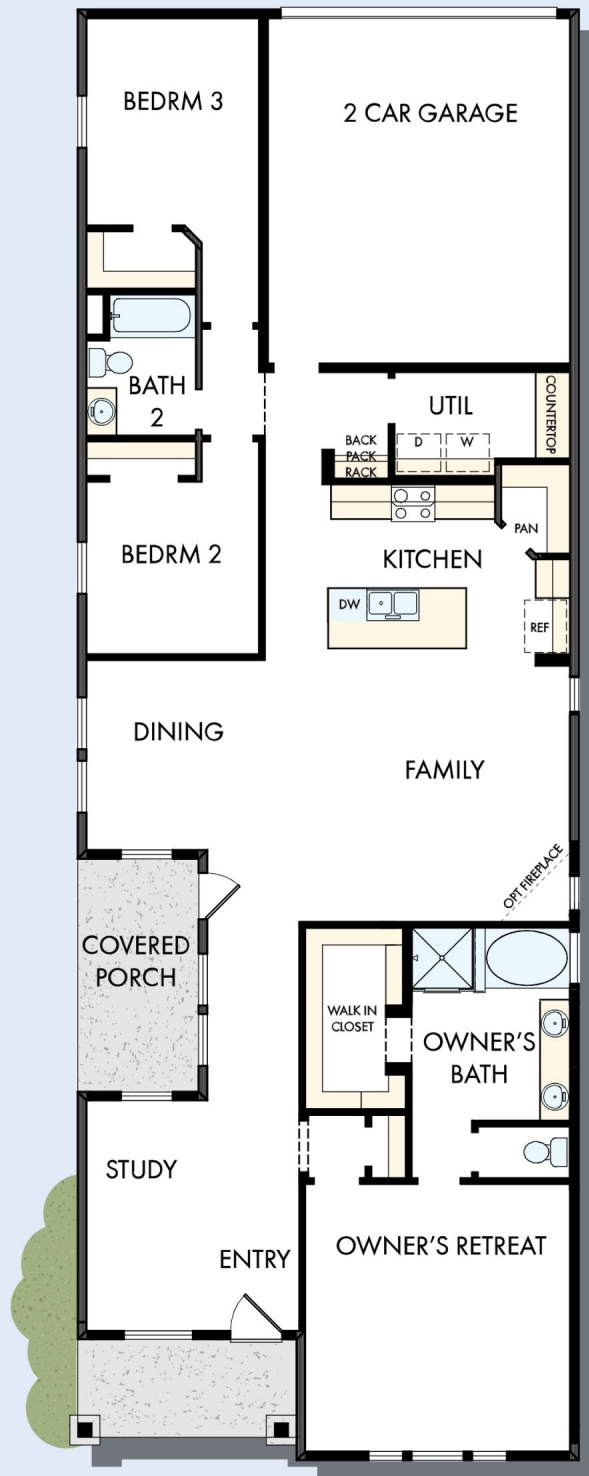 BEDRM 3
2 CAR GARAGE
BATH
2
UTIL
COUNTERTOP
BACK
PACK
RACK
D
W
PAN
BEDRM 2
KITCHEN
DW
REF
DINING
FAMILY
OPT FIREPLACE
COVERED
PORCH
WALK IN
CLOSET
OWNER'S
BATH
STUDY
ENTRY
OWNER'S RETREAT